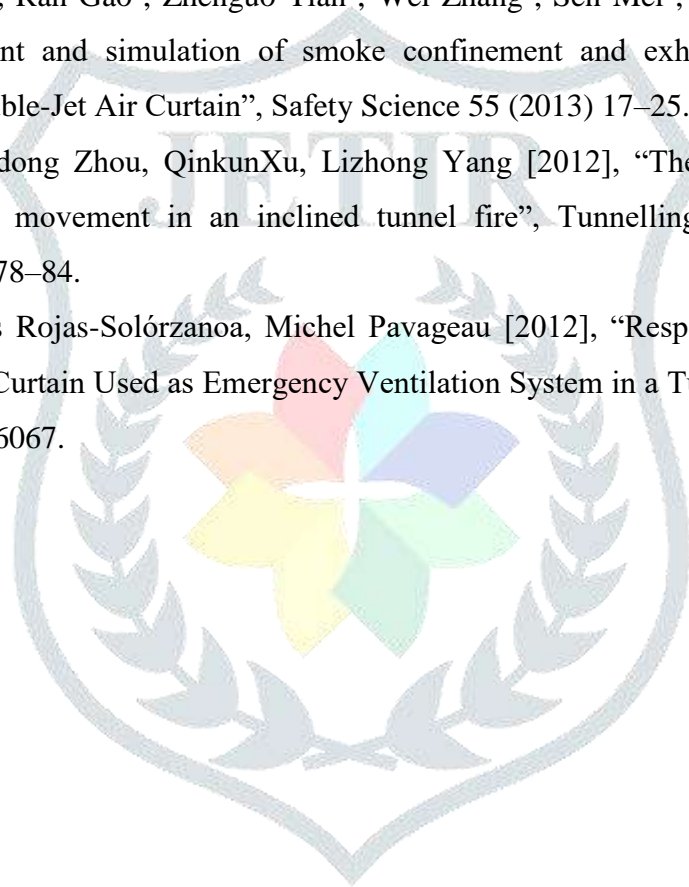 , Ran Gao , Zhenguo Tian , Wei Zhang , Sen Mei ,
nt and simulation of smoke confinement and exh
ble-Jet Air Curtain”, Safety Science 55 (2013) 17–25.
dong Zhou, QinkunXu, Lizhong Yang [2012], “The
movement in an inclined tunnel fire”, Tunnelling
78–84.
s Rojas-Solórzanoa, Michel Pavageau [2012], “Resp
Curtain Used as Emergency Ventilation System in a Tu
6067.
JETIR